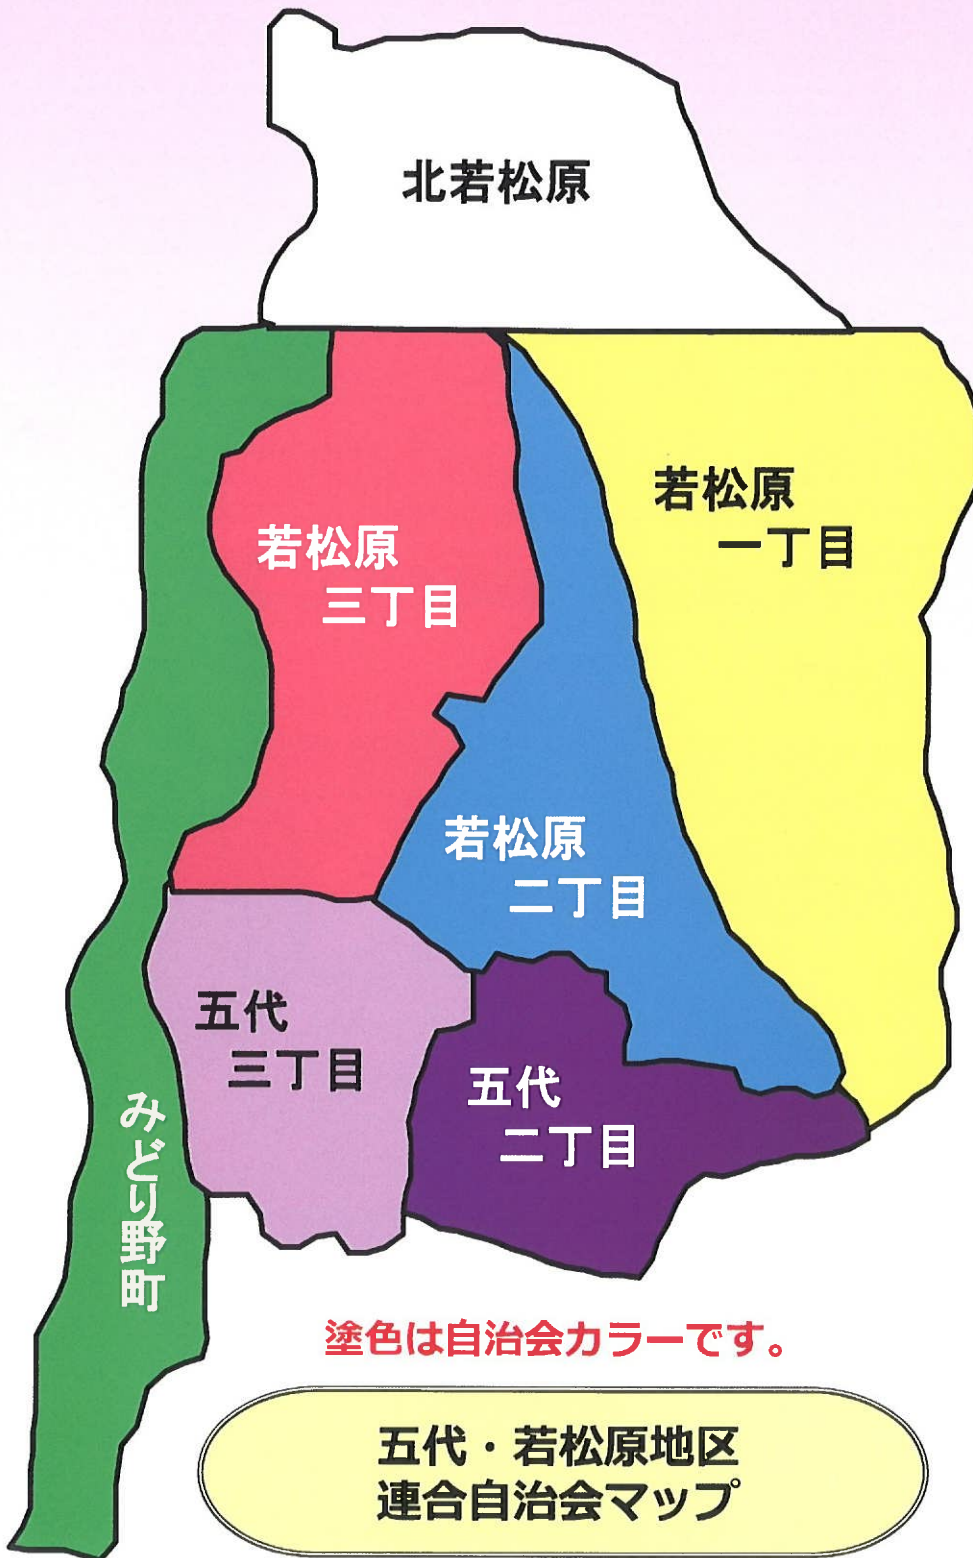 北若松原
若松原
一丁目
若松原
三丁目
若松原
二丁目
五代
三丁目
五代
二丁目
みどり野町
塗色は自治会カラーです。
五代・若松原地区
連合自治会マップ